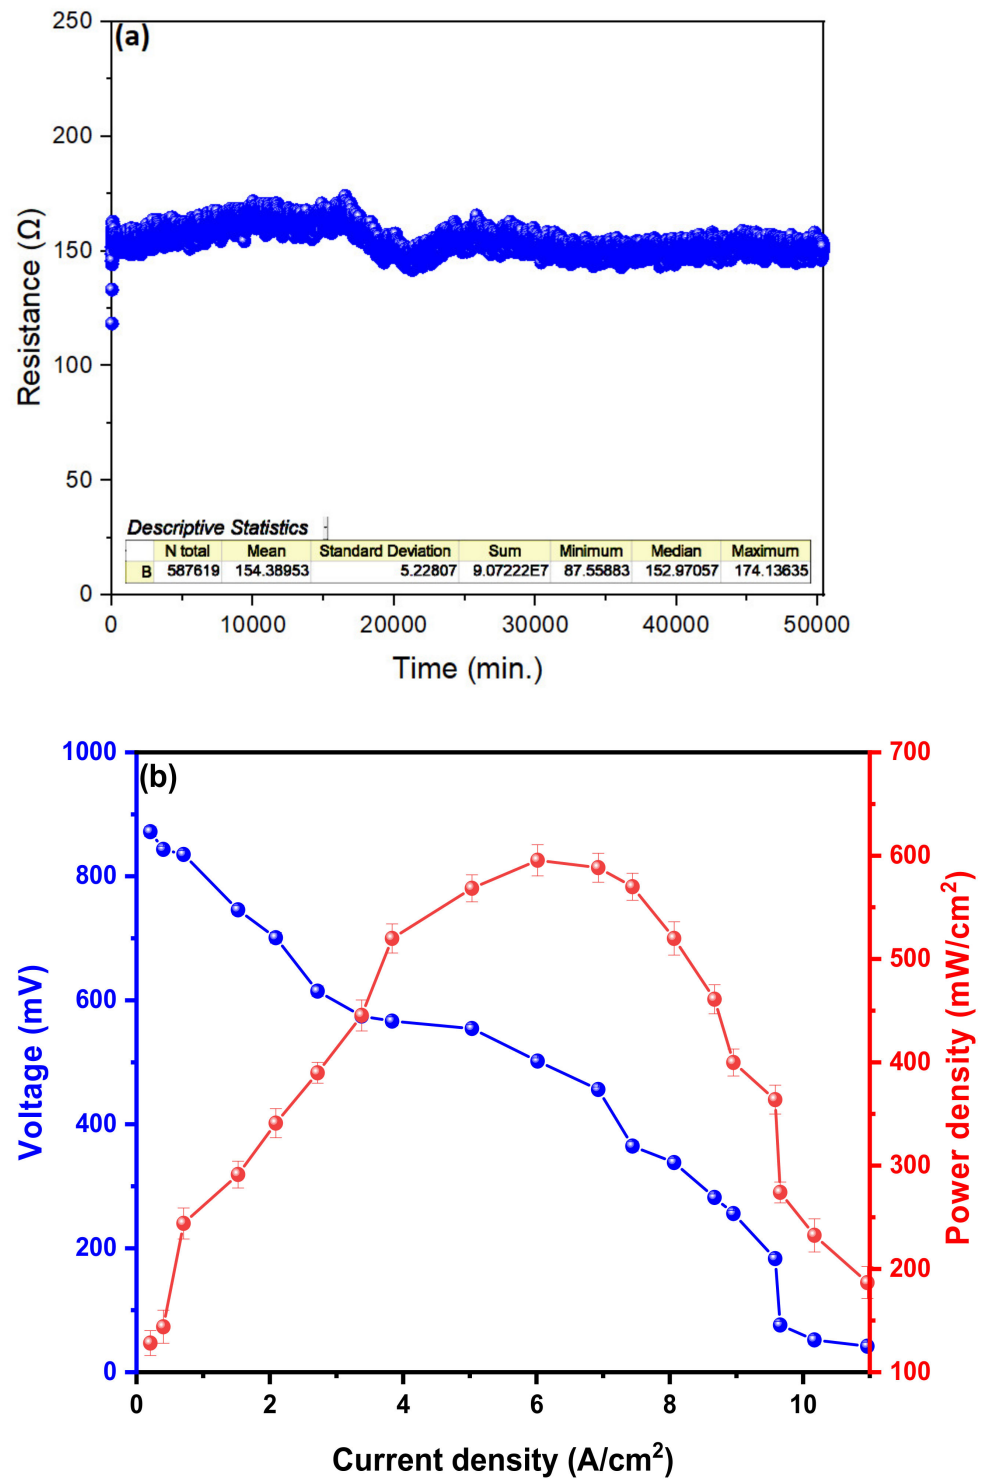 (a)
250
200
150
100
50
0
Resistance (Ω)
Descriptive Statistics
N total Mean Standard Deviation Sum Minimum Median Maximum
B 587619 154.38953 5.22807 9.07222E7 87.55883 152.97057 174.13635
0 10000 20000 30000 40000 50000
Time (min.)
(b)
1000
800
600
400
200
0
Voltage (mV)
700
600
500
400
300
200
100
Power density (mW/cm²)
0 2 4 6 8 10
Current density (A/cm²)